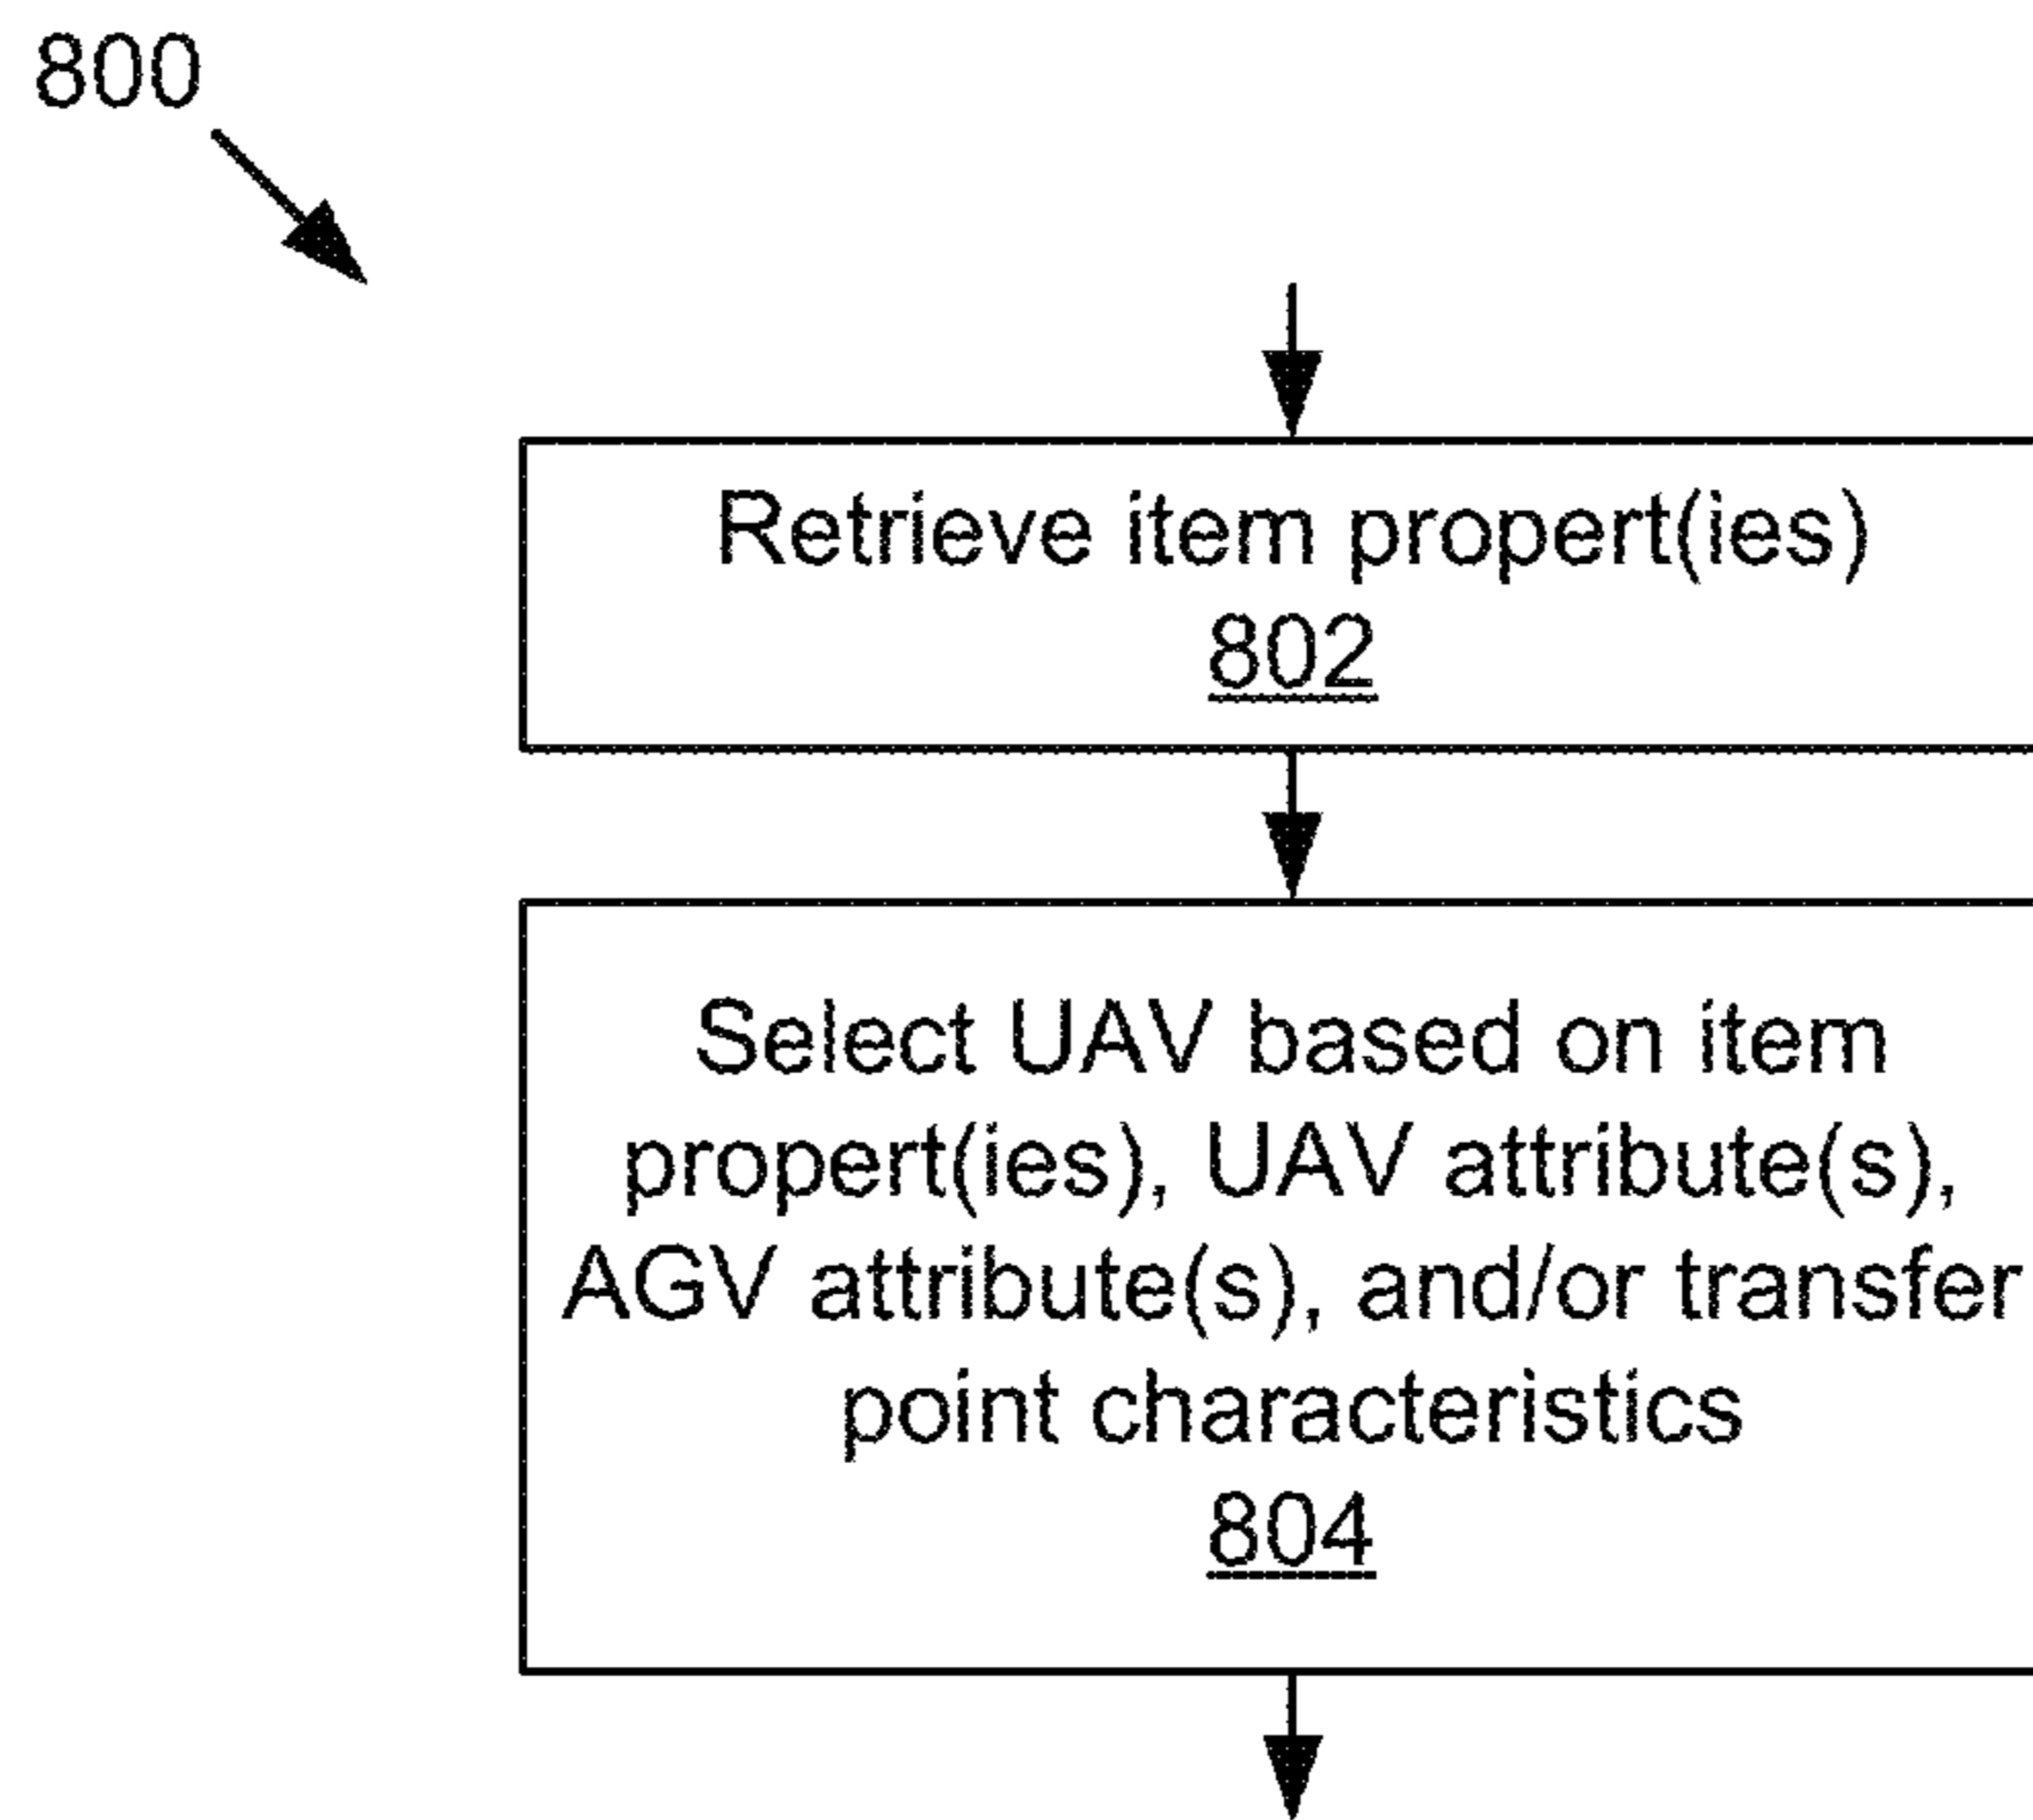 800
Retrieve item propert(ies)
802
Select UAV based on item
propert(ies), UAV attribute(s),
AGV attribute(s), and/or transfer
point characteristics
804